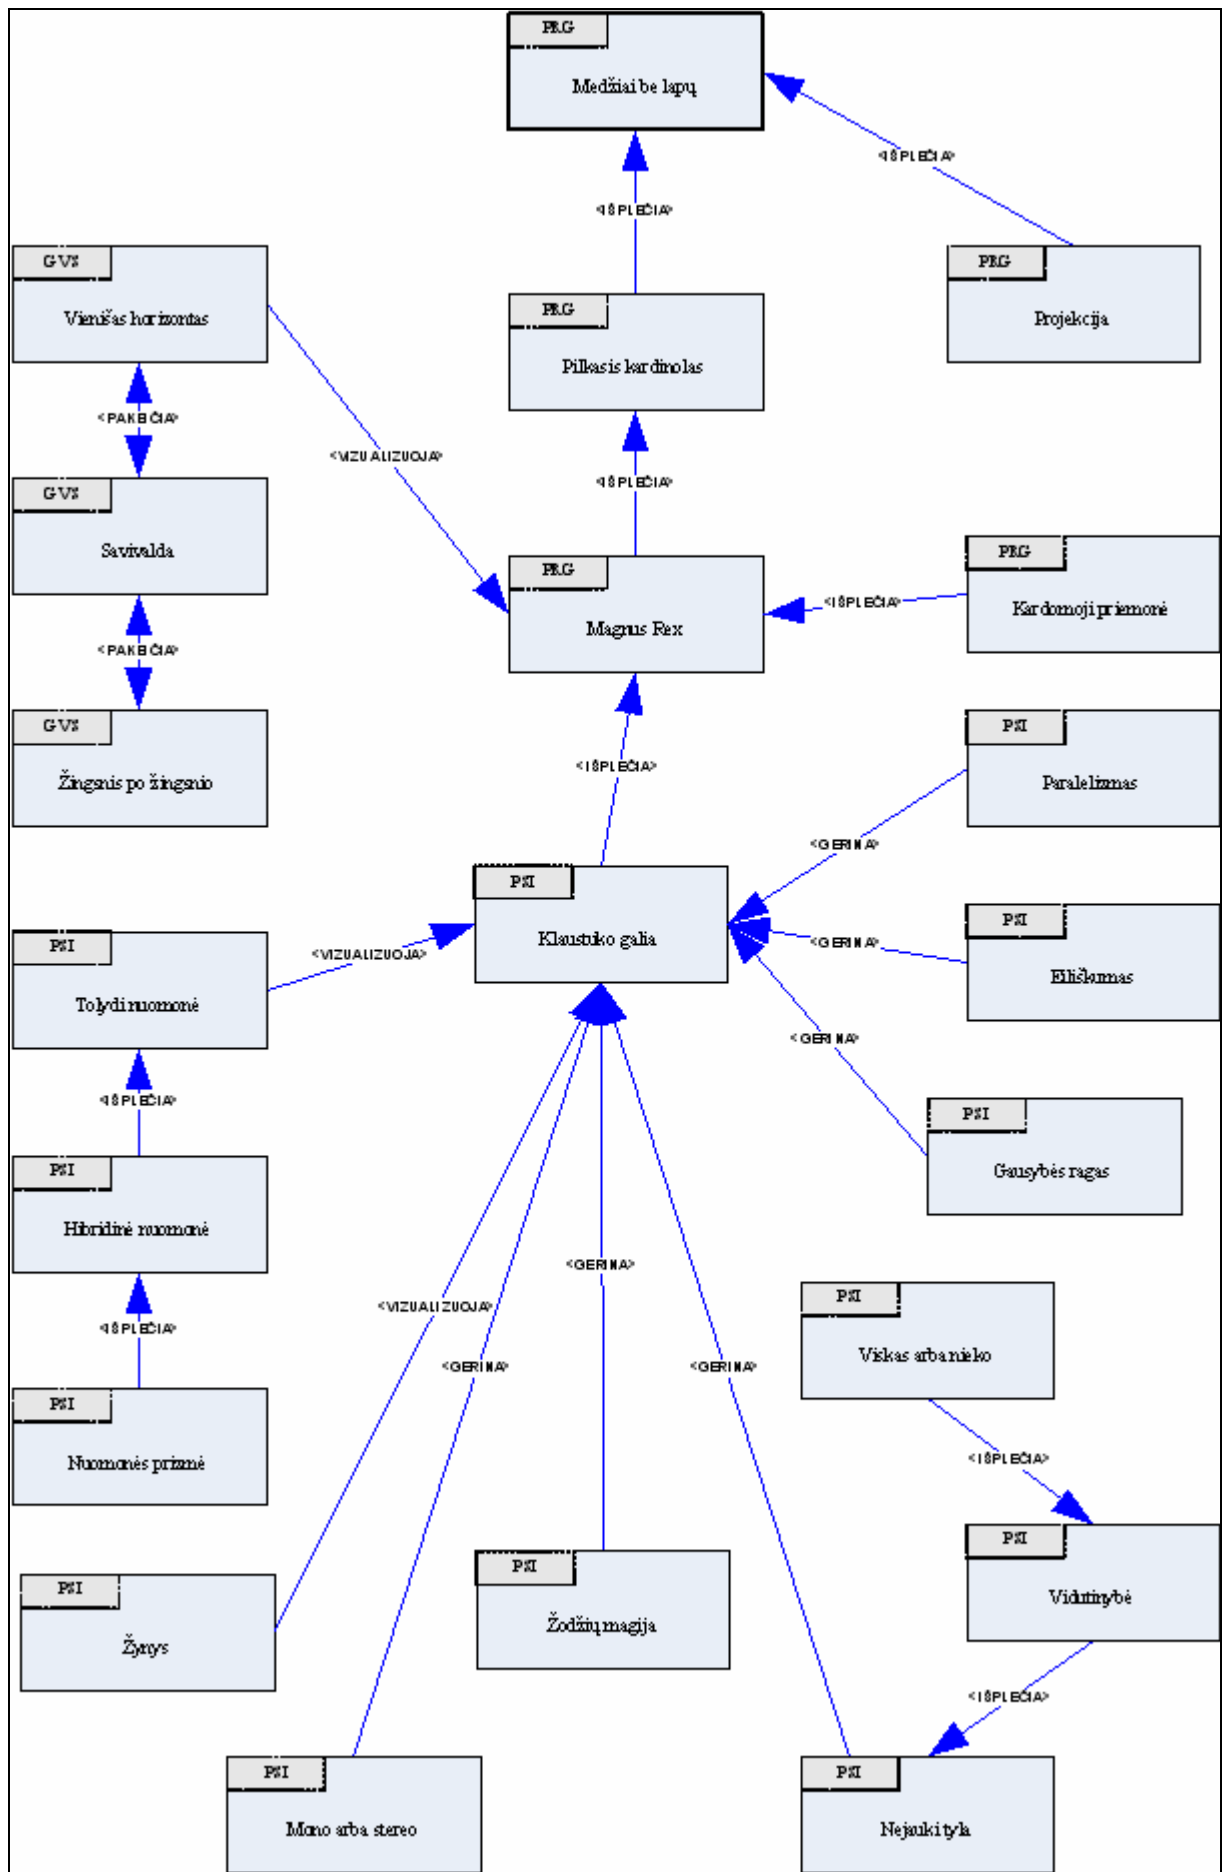 PRG
Medžiai be lapų
<IŠPLEČIA>
<IŠPLEČIA>
GVS
Vienišas horizontas
PRG
Projekcija
PRG
Pilkasis kardinolas
<PAKEIČIA>
<VIZUALIZUOJA>
<IŠPLEČIA>
GVS
Savivalda
PRG
Magnus Rex
PRG
Kardomoji priemonė
<IŠPLEČIA>
<PAKEIČIA>
GVS
Žingsnis po žingsnio
PSI
Paralelizmas
<IŠPLEČIA>
<GERINA>
PSI
Klaustuko galia
PSI
Eiliškumas
<GERINA>
PSI
Tolydi nuomonė
<VIZUALIZUOJA>
<GERINA>
<IŠPLEČIA>
PSI
Gausybės ragas
PSI
Hibridinė nuomonė
<GERINA>
<VIZUALIZUOJA>
<IŠPLEČIA>
PSI
Viskas arba nieko
<GERINA>
<GERINA>
PSI
Nuomonės prizmė
<IŠPLEČIA>
PSI
Vidutinybė
PSI
Žodžių magija
PSI
Žynys
<IŠPLEČIA>
PSI
Mono arba stereo
PSI
Nejauki tyla